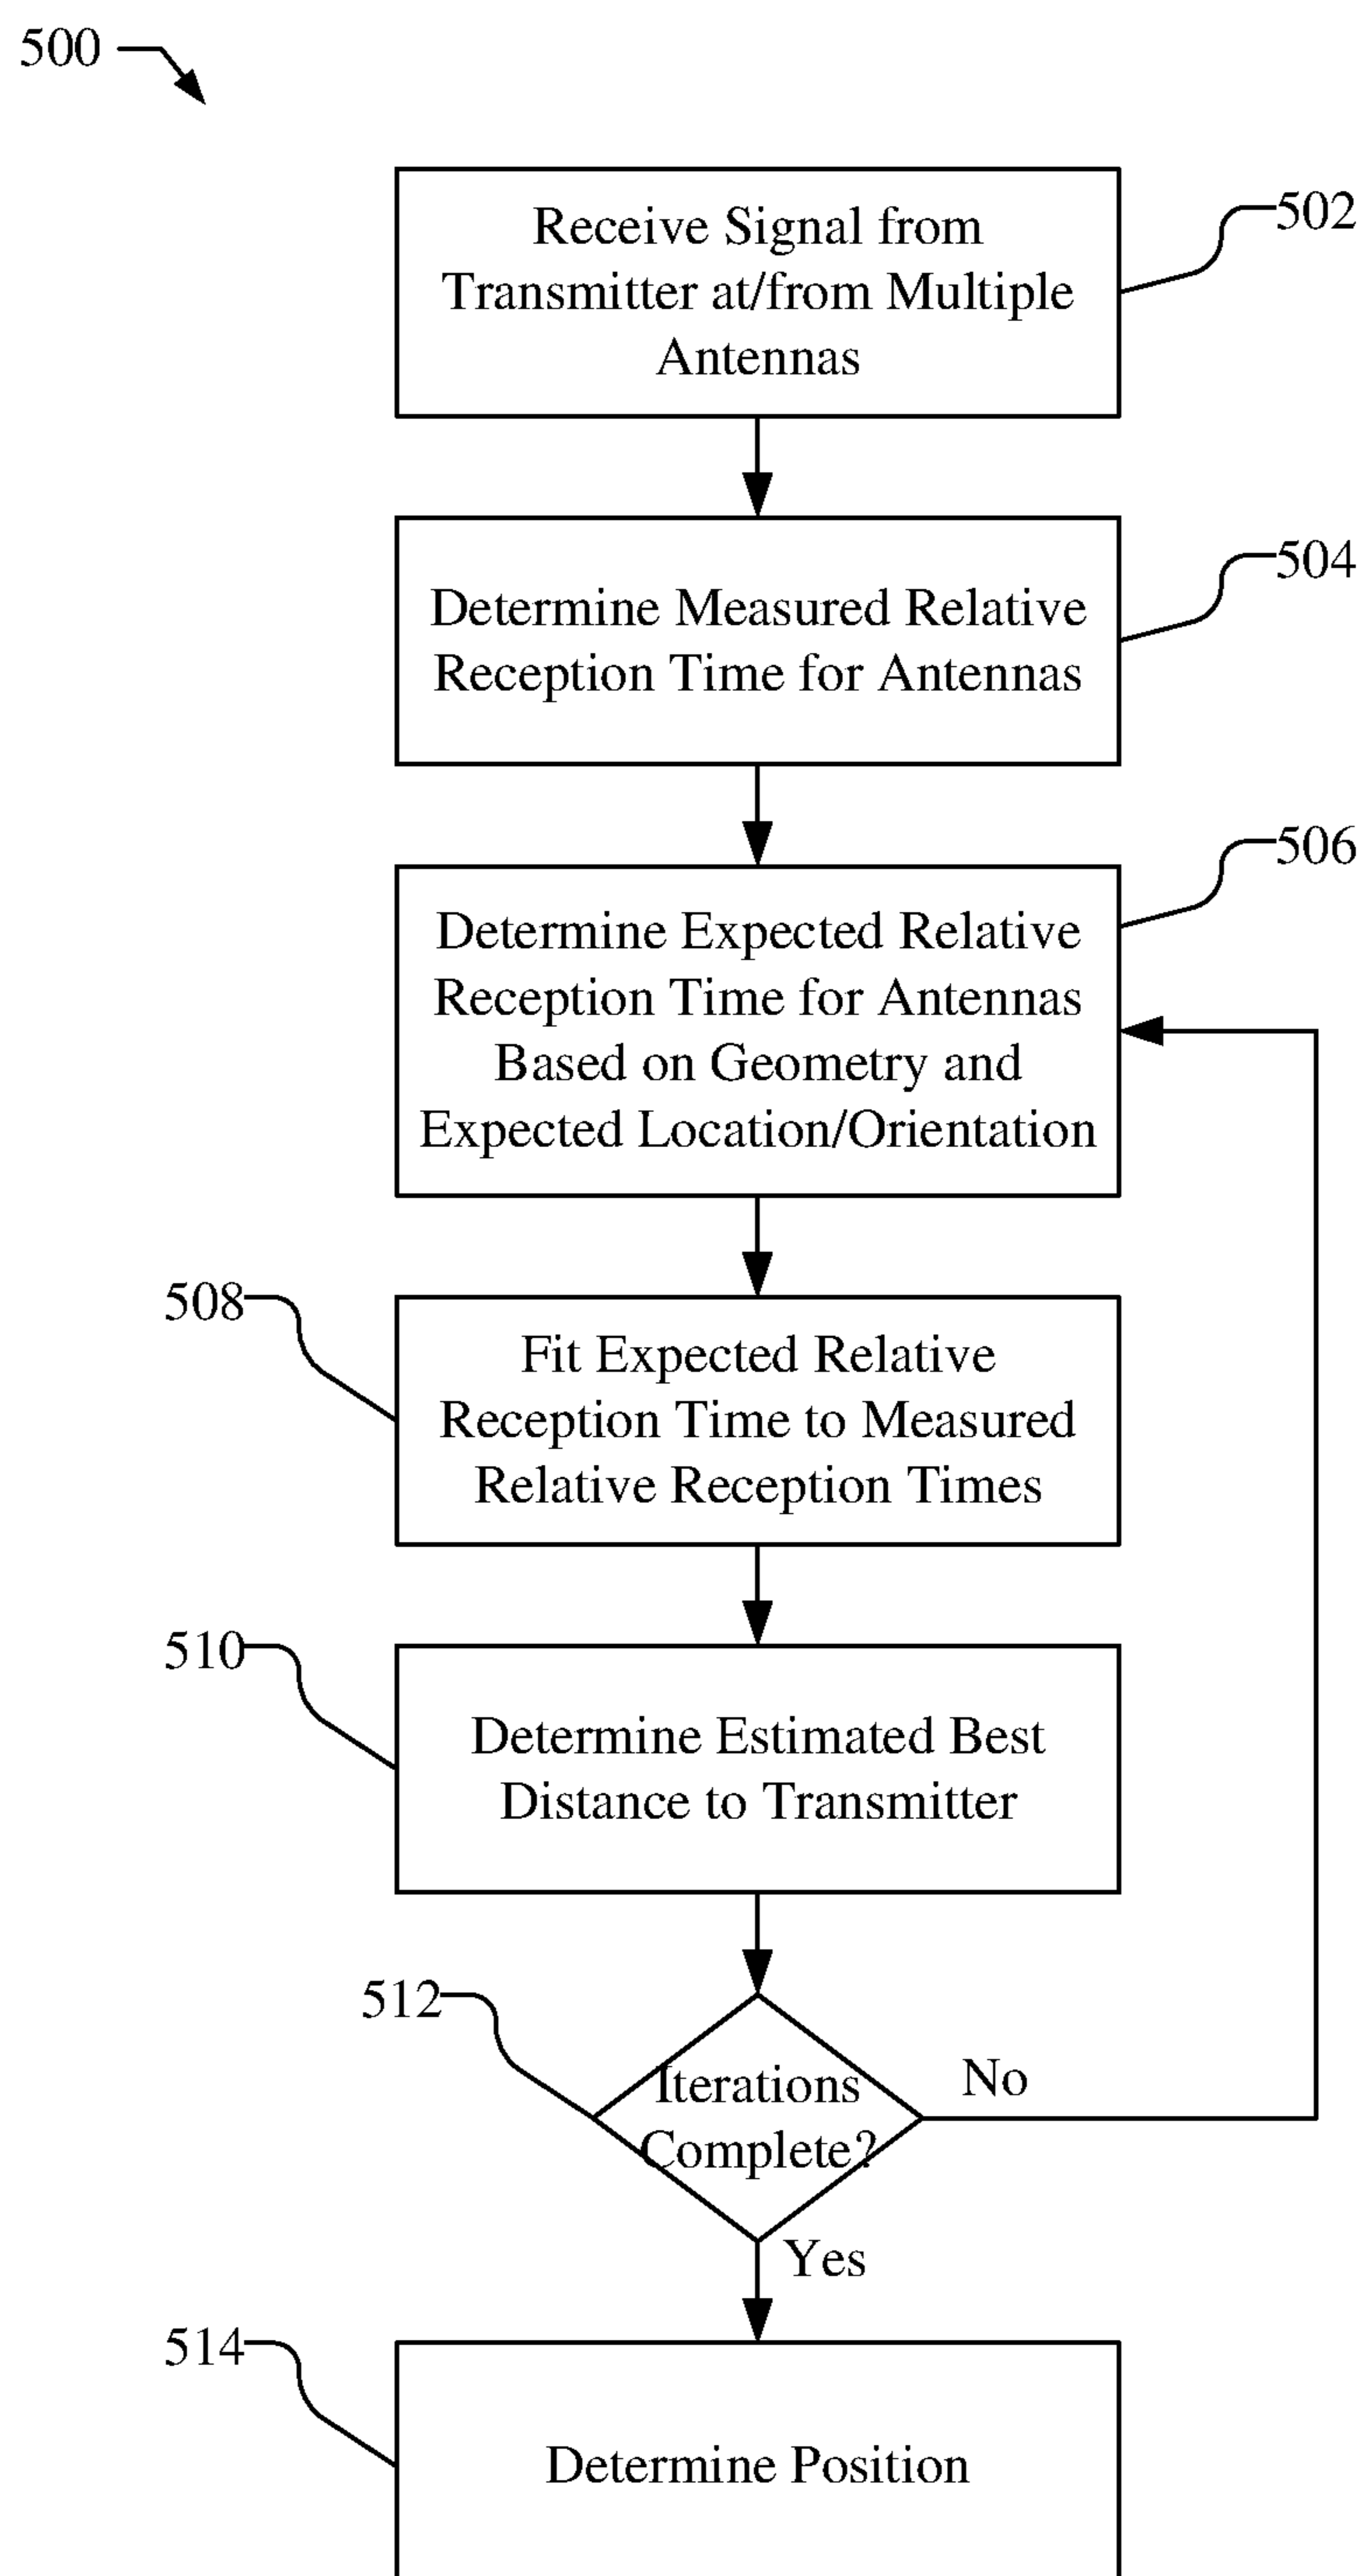 500
Receive Signal from
Transmitter at/from Multiple
Antennas
502
Determine Measured Relative
Reception Time for Antennas
504
Determine Expected Relative
Reception Time for Antennas
Based on Geometry and
Expected Location/Orientation
506
508
Fit Expected Relative
Reception Time to Measured
Relative Reception Times
510
Determine Estimated Best
Distance to Transmitter
512
Iterations
Complete?
No
Yes
514
Determine Position